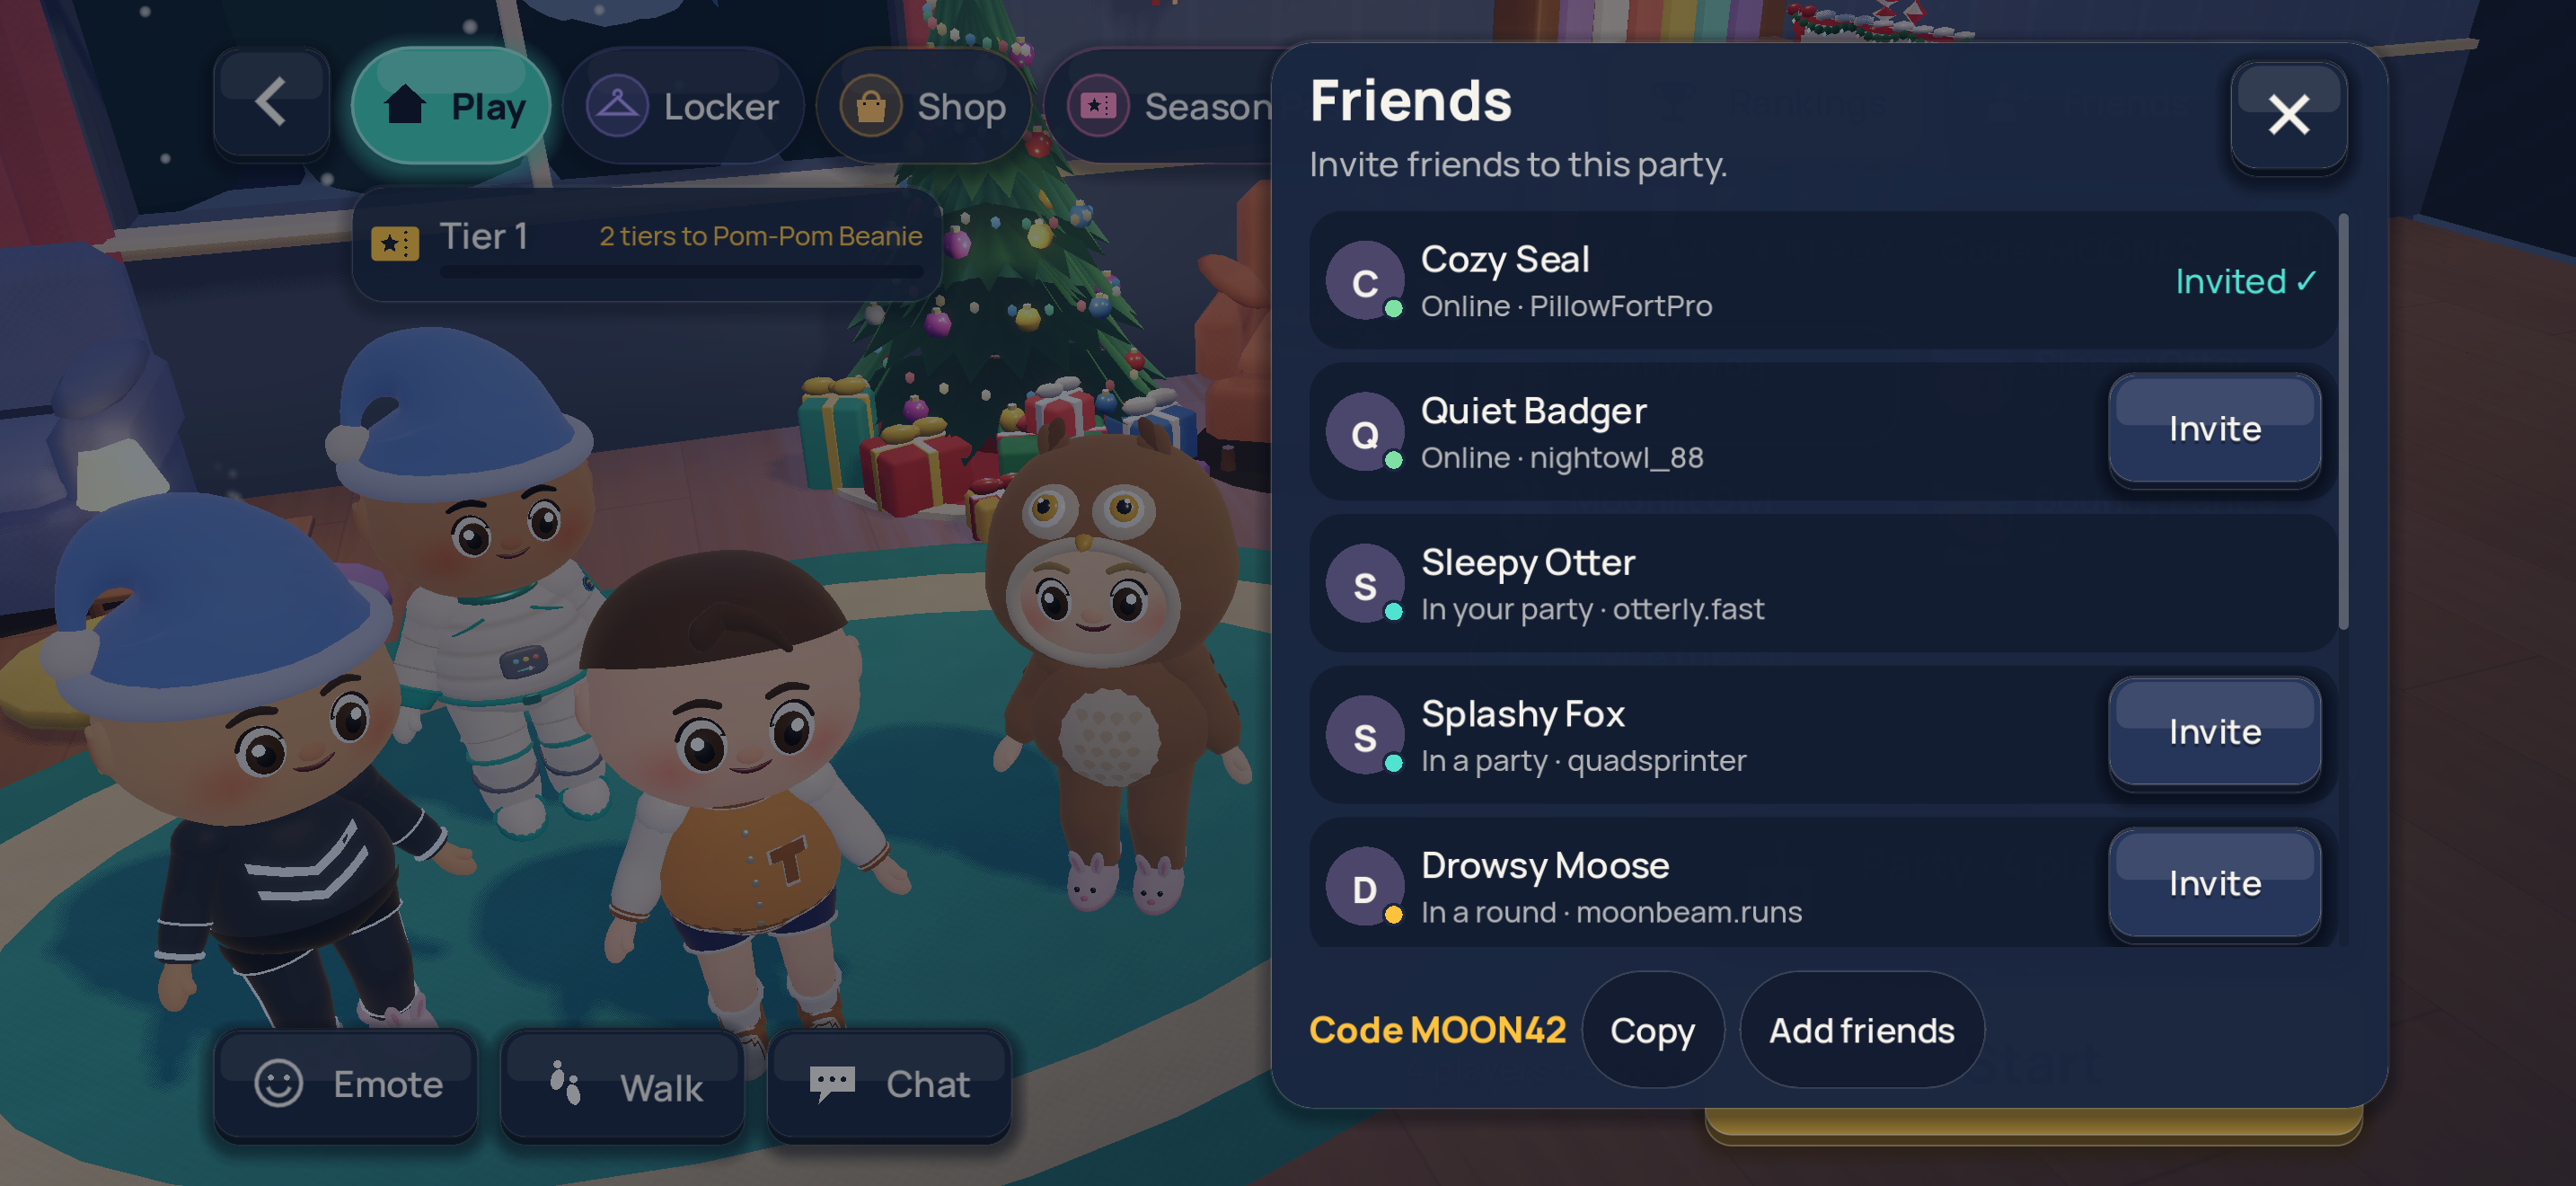 Play
Locker
Shop
Season
Tier 1
2 tiers to Pom-Pom Beanie
T
Emote
Walk
Chat
Friends
Invite friends to this party.
C
Cozy Seal
Online · PillowFortPro
Invited ✓
Q
Quiet Badger
Online · nightowl_88
Invite
S
Sleepy Otter
In your party · otterly.fast
S
Splashy Fox
In a party · quadsprinter
Invite
D
Drowsy Moose
In a round · moonbeam.runs
Invite
Code MOON42
Copy
Add friends